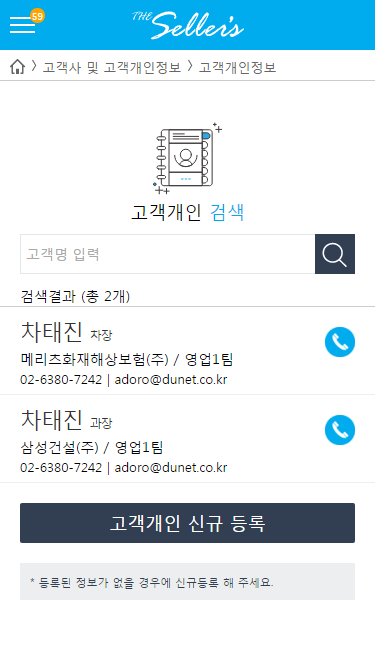 59
THE Seller's
고객사 및 고객개인정보 > 고객개인정보
고객개인 검색
고객명 입력
검색결과 (총 2개)
차태진 차장
메리츠화재해상보험(주) / 영업1팀
02-6380-7242 | adoro@dunet.co.kr
차태진 과장
삼성건설(주) / 영업1팀
02-6380-7242 | adoro@dunet.co.kr
고객개인 신규 등록
* 등록된 정보가 없을 경우에 신규등록 해 주세요.